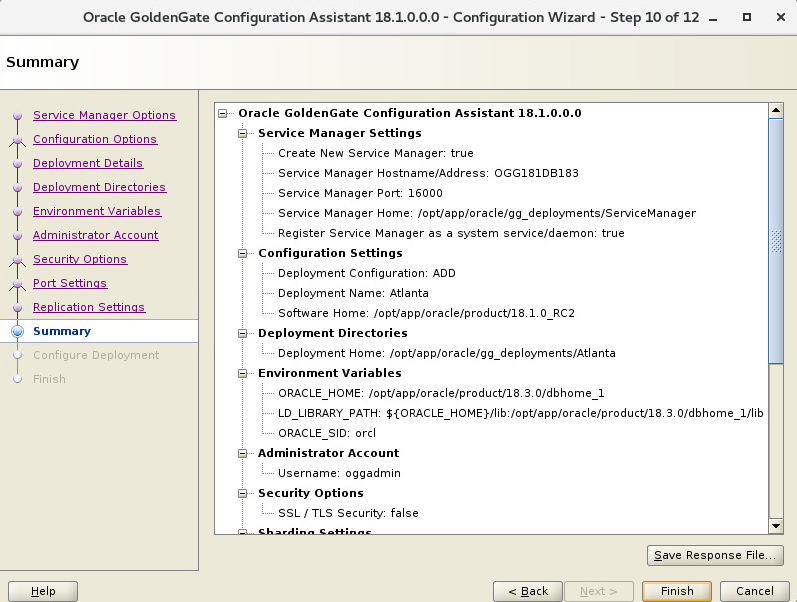 Oracle GoldenGate Configuration Assistant 18.1.0.0.0 - Configuration Wizard - Step 10 of 12
Summary
Service Manager Options
Configuration Options
Deployment Details
Deployment Directories
Environment Variables
Administrator Account
Security Options
Port Settings
Replication Settings
Summary
Configure Deployment
Finish
Oracle GoldenGate Configuration Assistant 18.1.0.0.0
Service Manager Settings
Create New Service Manager: true
Service Manager Hostname/Address: OGG181DB183
Service Manager Port: 16000
Service Manager Home: /opt/app/oracle/gg_deployments/ServiceManager
Register Service Manager as a system service/daemon: true
Configuration Settings
Deployment Configuration: ADD
Deployment Name: Atlanta
Software Home: /opt/app/oracle/product/18.1.0_RC2
Deployment Directories
Deployment Home: /opt/app/oracle/gg_deployments/Atlanta
Environment Variables
ORACLE_HOME: /opt/app/oracle/product/18.3.0/dbhome_1
LD_LIBRARY_PATH: ${ORACLE_HOME}/lib:/opt/app/oracle/product/18.3.0/dbhome_1/lib
ORACLE_SID: orcl
Administrator Account
Username: oggadmin
Security Options
SSL / TLS Security: false
Sharding Settings
Save Response File...
Help
< Back
Next >
Finish
Cancel